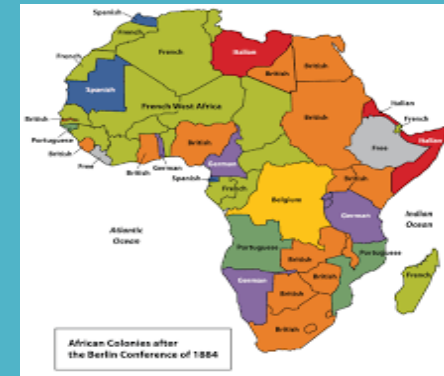 Spanish
French
French
Italian
British
British
Spanish
French West Africa
Italian
British
French
Portuguese
British
British
Free
Italian
British
German
British
Free
German
Spanish
French
British
Belgium
German
Indian
Ocean
Atlantic
Ocean
Portuguese
Portuguese
British
German
British
British
French
British
African Colonies after
the Berlin Conference of 1884